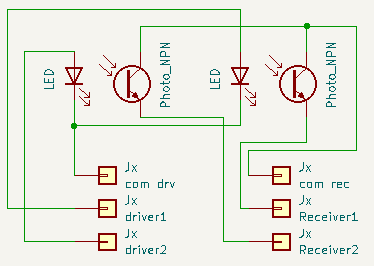 LED
Photo_NPN
LED
Photo_NPN
Jx
com drv
Jx
com rec
Jx
driver1
Jx
Receiver1
Jx
driver2
Jx
Receiver2